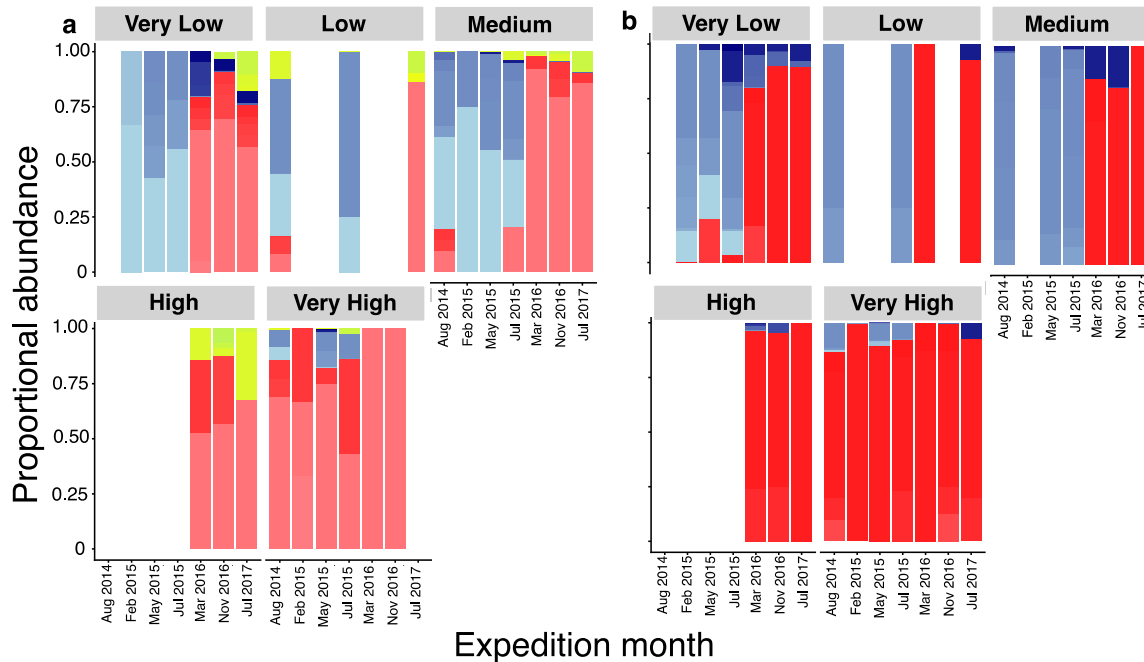 a
Very Low
Low
Medium
b
Very Low
Low
Medium
1.00
0.75
0.50
0.25
0
Aug 2014
Feb 2015
May 2015
Jul 2015
Mar 2016
Nov 2016
Jul 2017
Aug 2014
Feb 2015
May 2015
Jul 2015
Mar 2016
Nov 2016
Jul 2017
High
Very High
High
Very High
1.00
0.75
0.50
0.25
0
Proportional abundance
Aug 2014
Feb 2015
May 2015
Jul 2015
Mar 2016
Nov 2016
Jul 2017
Aug 2014
Feb 2015
May 2015
Jul 2015
Mar 2016
Nov 2016
Jul 2017
Aug 2014
Feb 2015
May 2015
Jul 2015
Mar 2016
Nov 2016
Jul 2017
Aug 2014
Feb 2015
May 2015
Jul 2015
Mar 2016
Nov 2016
Jul 2017
Expedition month